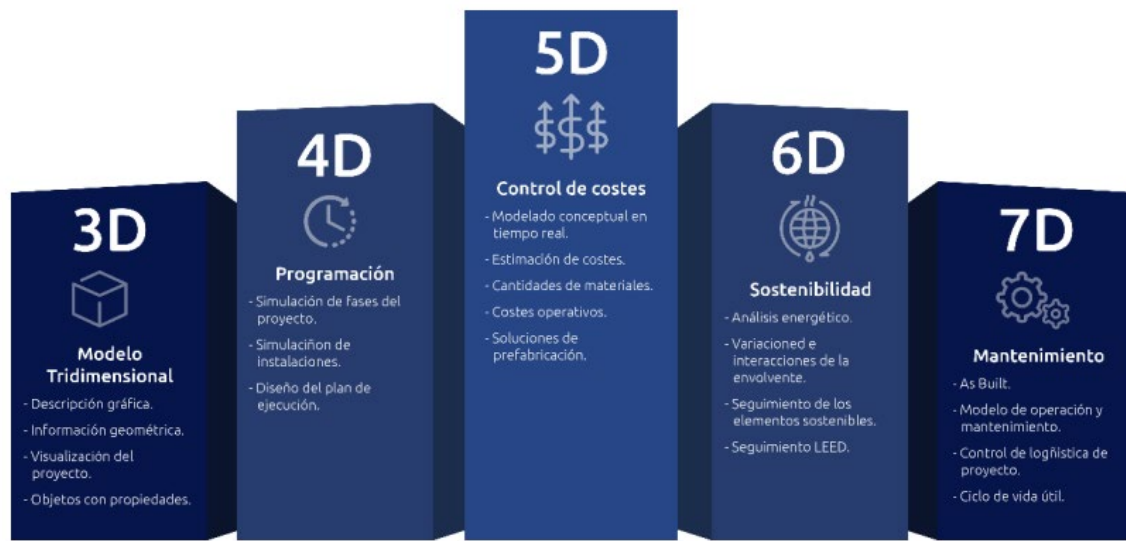 3D
Modelo
Tridimensional
- Descripción gráfica.
- Información geométrica.
- Visualización del
proyecto.
- Objetos con propiedades.
4D
Programación
- Simulación de fases del
proyecto.
- Simulaciñon de
instalaciones.
- Diseño del plan de
ejecución.
5D
Control de costes
- Modelado conceptual en
tiempo real.
- Estimación de costes.
- Cantidades de materiales.
- Costes operativos.
- Soluciones de
prefabricación.
6D
Sostenibilidad
- Análisis energético.
- Variacioned e
interacciones de la
envolvente.
- Seguimiento de los
elementos sostenibles.
- Seguimiento LEED.
7D
Mantenimiento
- As Built.
- Modelo de operación y
mantenimiento.
- Control de logñistica de
proyecto.
- Ciclo de vida útil.